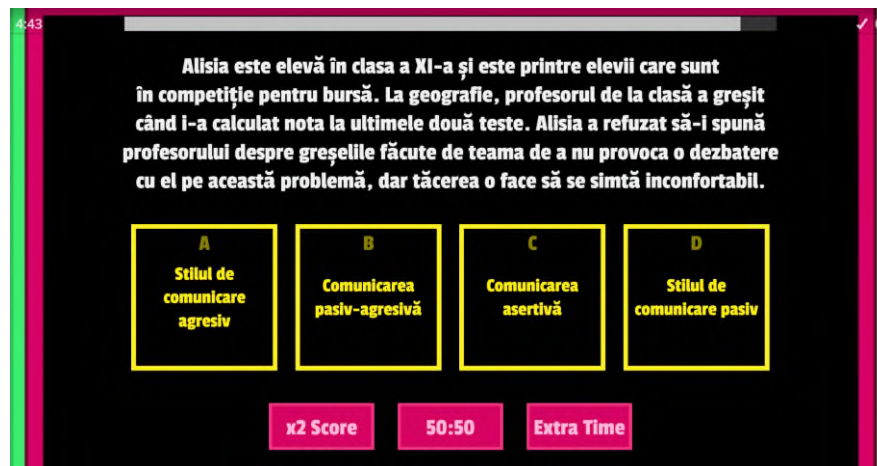 4:43
Alisia este elevă în clasa a XI-a și este printre elevii care sunt
în competiție pentru bursă. La geografie, profesorul de la clasă a greșit
când i-a calculat nota la ultimele două teste. Alisia a refuzat să-i spună
profesorului despre greșelile făcute de teama de a nu provoca o dezbatere
cu el pe această problemă, dar tăcerea o face să se simtă inconfortabil.
A
Stilul de
comunicare
agresiv
B
Comunicarea
pasiv-agresivă
C
Comunicarea
asertivă
D
Stilul de
comunicare pasiv
x2 Score
50:50
Extra Time